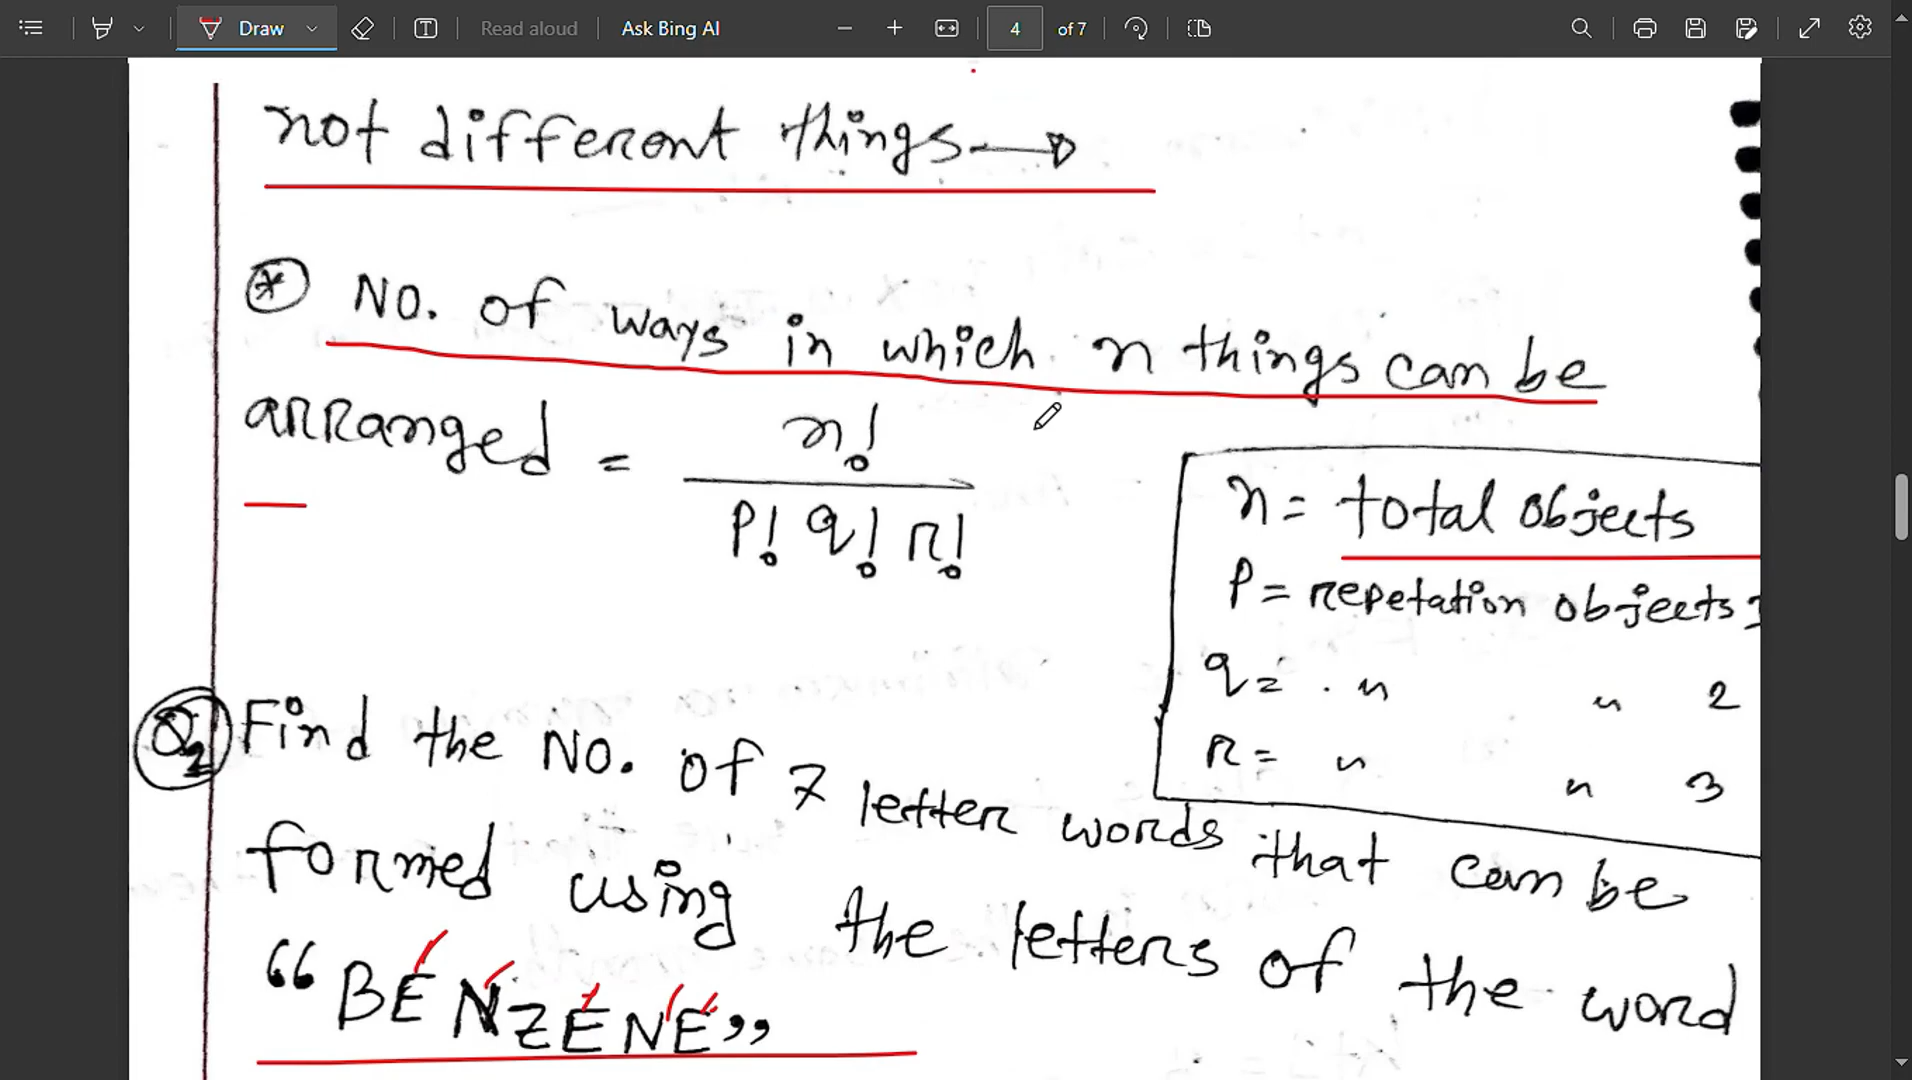 Draw
Read aloud
Ask Bing AI
4
of 7
not different things →
* No. of ways in which n things can be
arranged = n!
P! q! r!
n = total objects
P = repetation objects 1
q = " " 2
r = " " 3
Q2 Find the No. of 7 letter words that can be
formed using the letters of the word
“BENZENE”